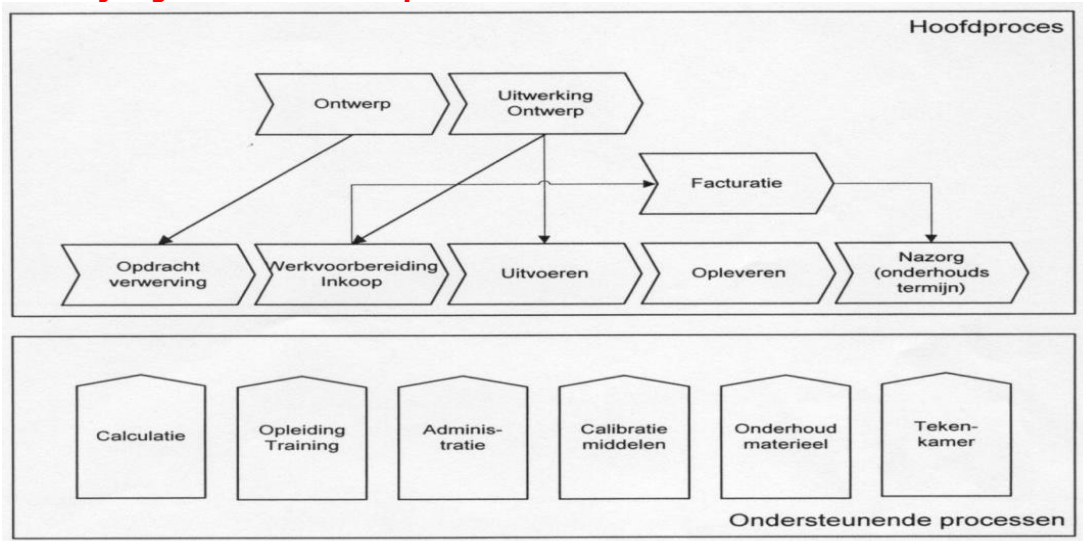 Hoofdproces
Ontwerp
Uitwerking
Ontwerp
Facturatie
Opdracht
verwerving
Werkvoorbereiding
Inkoop
Uitvoeren
Opleveren
Nazorg
(onderhouds
termijn)
Calculatie
Opleiding
Training
Adminis-
tratie
Calibratie
middelen
Onderhoud
materieel
Teken-
kamer
Ondersteunende processen